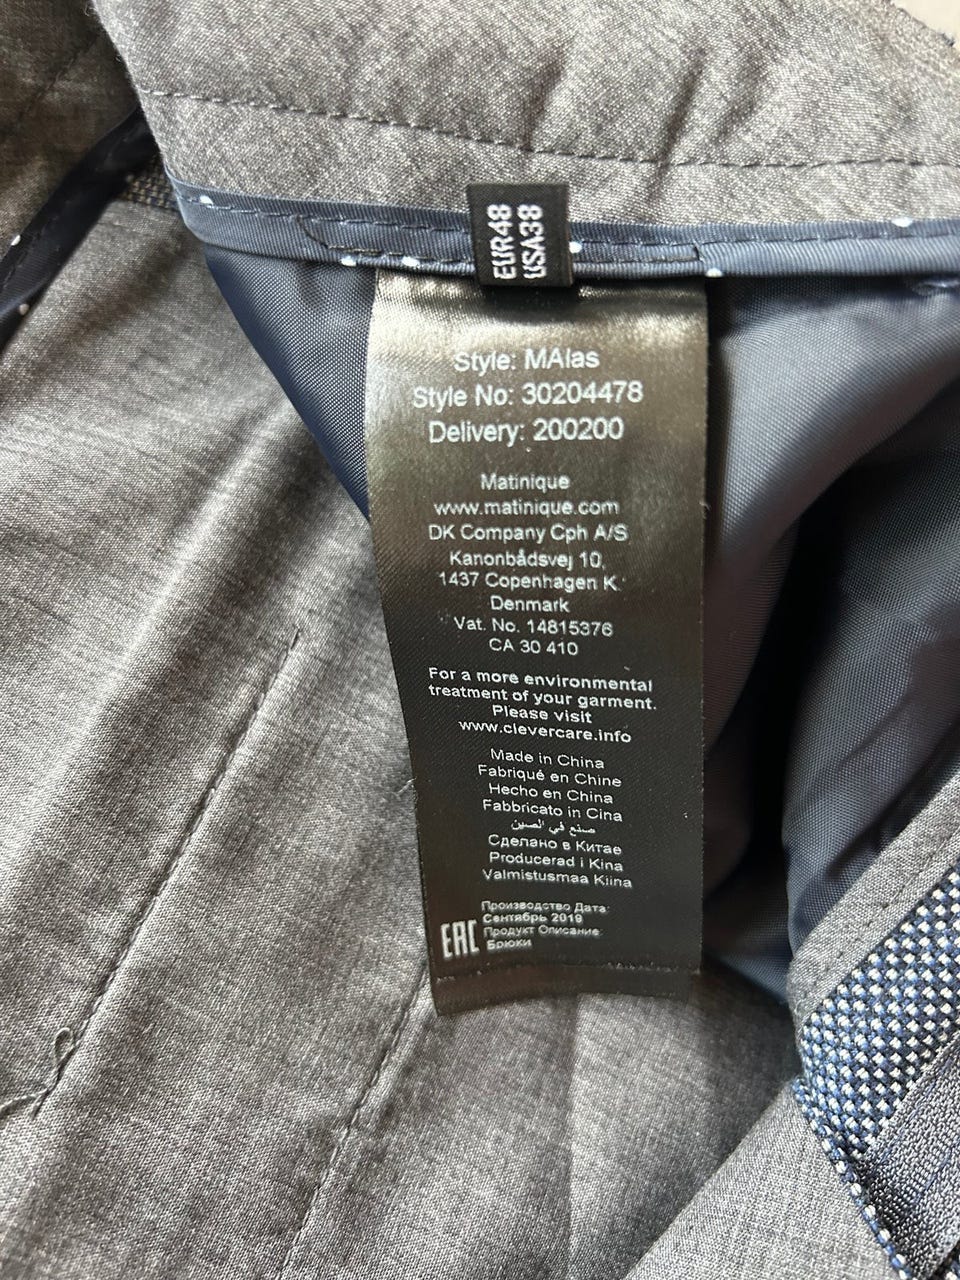 EUR48
USA38
Style: MAlas
Style No: 30204478
Delivery: 200200
Matinique
www.matinique.com
DK Company Cph A/S
Kanonbådsvej 10,
1437 Copenhagen K.
Denmark
Vat. No. 14815376
CA 30 410
For a more environmental
treatment of your garment.
Please visit
www.clevercare.info
Made in China
Fabriqué en Chine
Hecho en China
Fabbricato in Cina
صنع في الصين
Сделано в Китае
Producerad i Kina
Valmistusmaa Kiina
Производство Дата:
Сентябрь 2019
EAC Продукт Описание:
Брюки